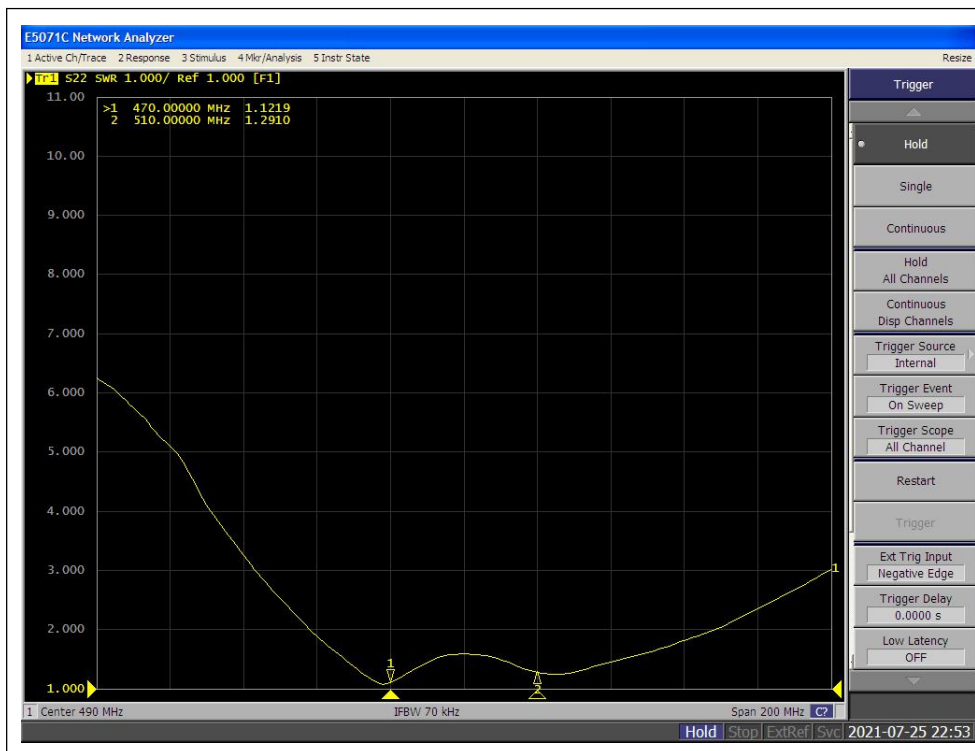 E5071C Network Analyzer
1 Active Ch/Trace 2 Response 3 Stimulus 4 Mkr/Analysis 5 Instr State Resize
Tr1 S22 SWR 1.000/ Ref 1.000 [F1]
>1 470.00000 MHz 1.1219
2 510.00000 MHz 1.2910
11.00
10.00
9.000
8.000
7.000
6.000
5.000
4.000
3.000
2.000
1.000
1
2
1
1 Center 490 MHz IFBW 70 kHz Span 200 MHz C?
Trigger
Hold
Single
Continuous
Hold
All Channels
Continuous
Disp Channels
Trigger Source
Internal
Trigger Event
On Sweep
Trigger Scope
All Channel
Restart
Trigger
Ext Trig Input
Negative Edge
Trigger Delay
0.0000 s
Low Latency
OFF
Hold Stop ExtRef Svc 2021-07-25 22:53